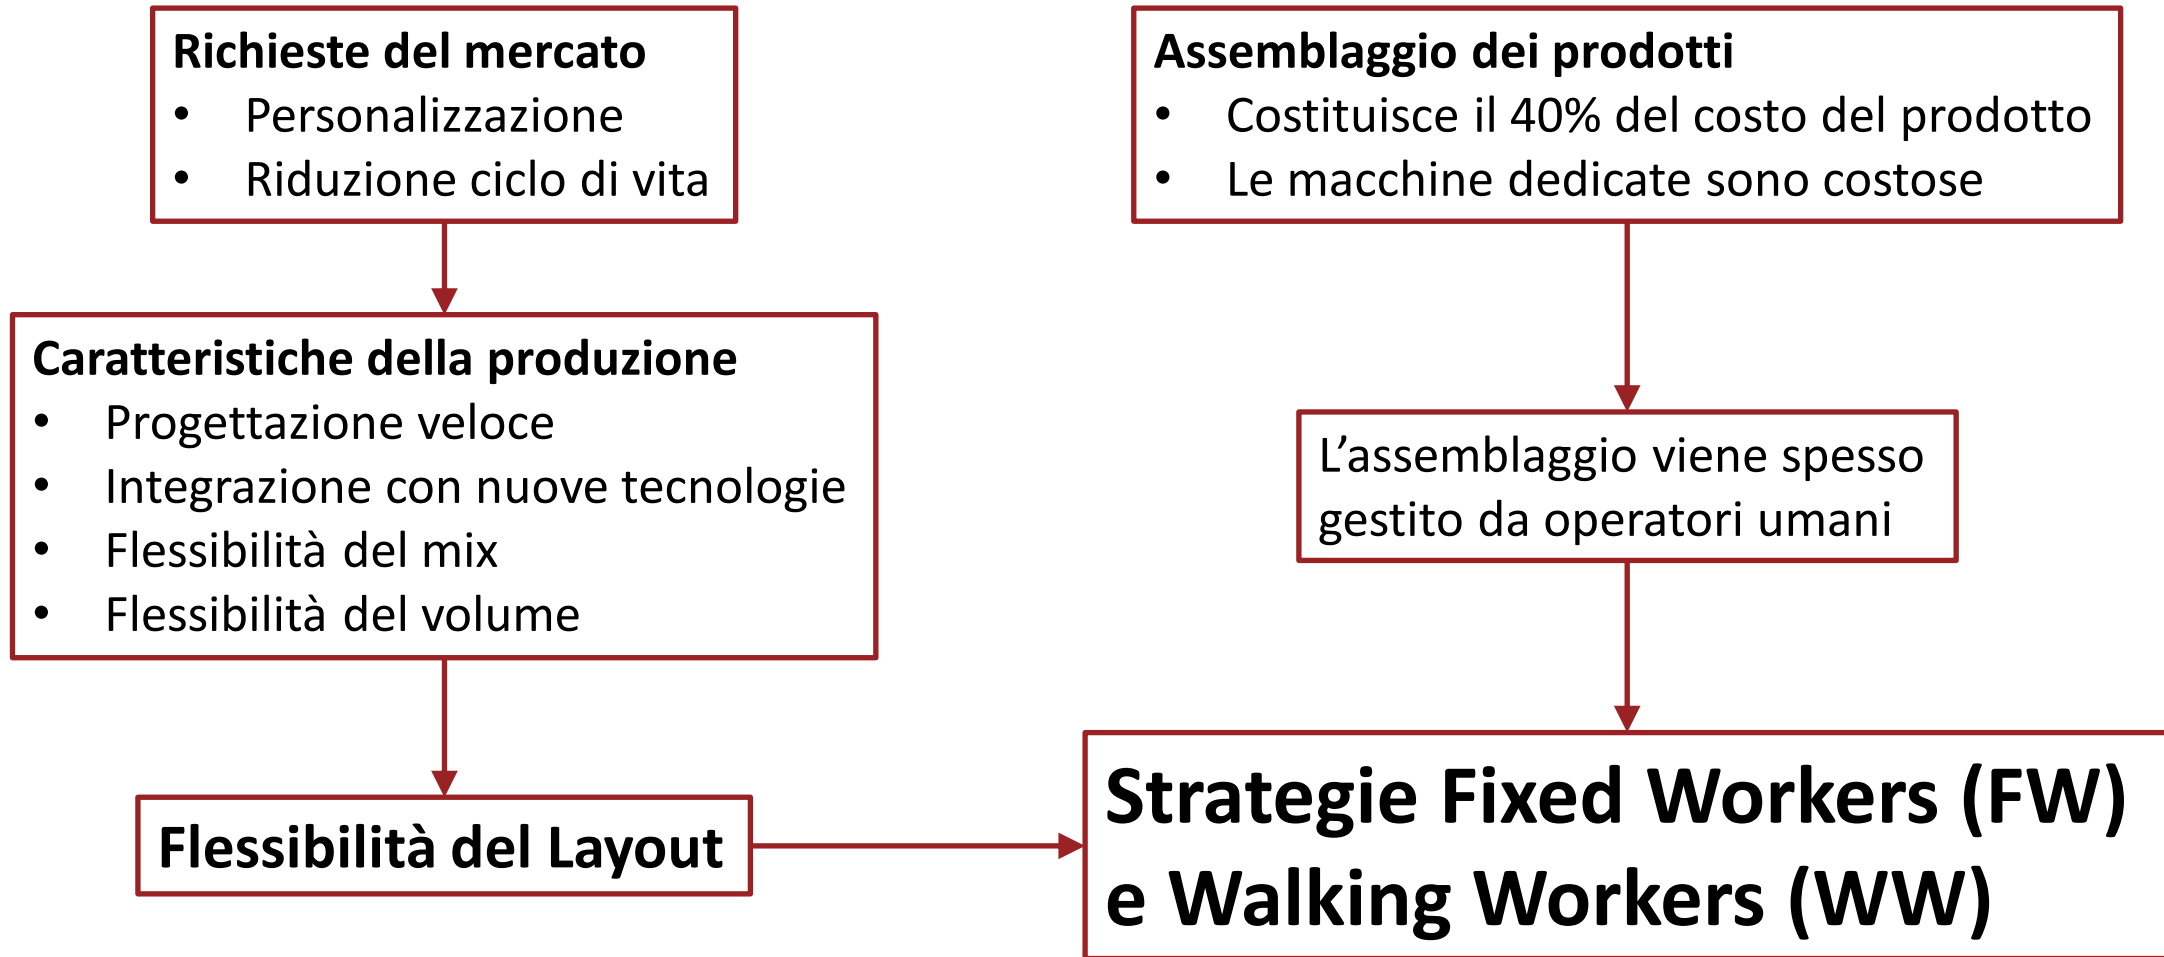 Richieste del mercato
• Personalizzazione
• Riduzione ciclo di vita
Caratteristiche della produzione
• Progettazione veloce
• Integrazione con nuove tecnologie
• Flessibilità del mix
• Flessibilità del volume
Flessibilità del Layout
Assemblaggio dei prodotti
• Costituisce il 40% del costo del prodotto
• Le macchine dedicate sono costose
L’assemblaggio viene spesso
gestito da operatori umani
Strategie Fixed Workers (FW)
e Walking Workers (WW)